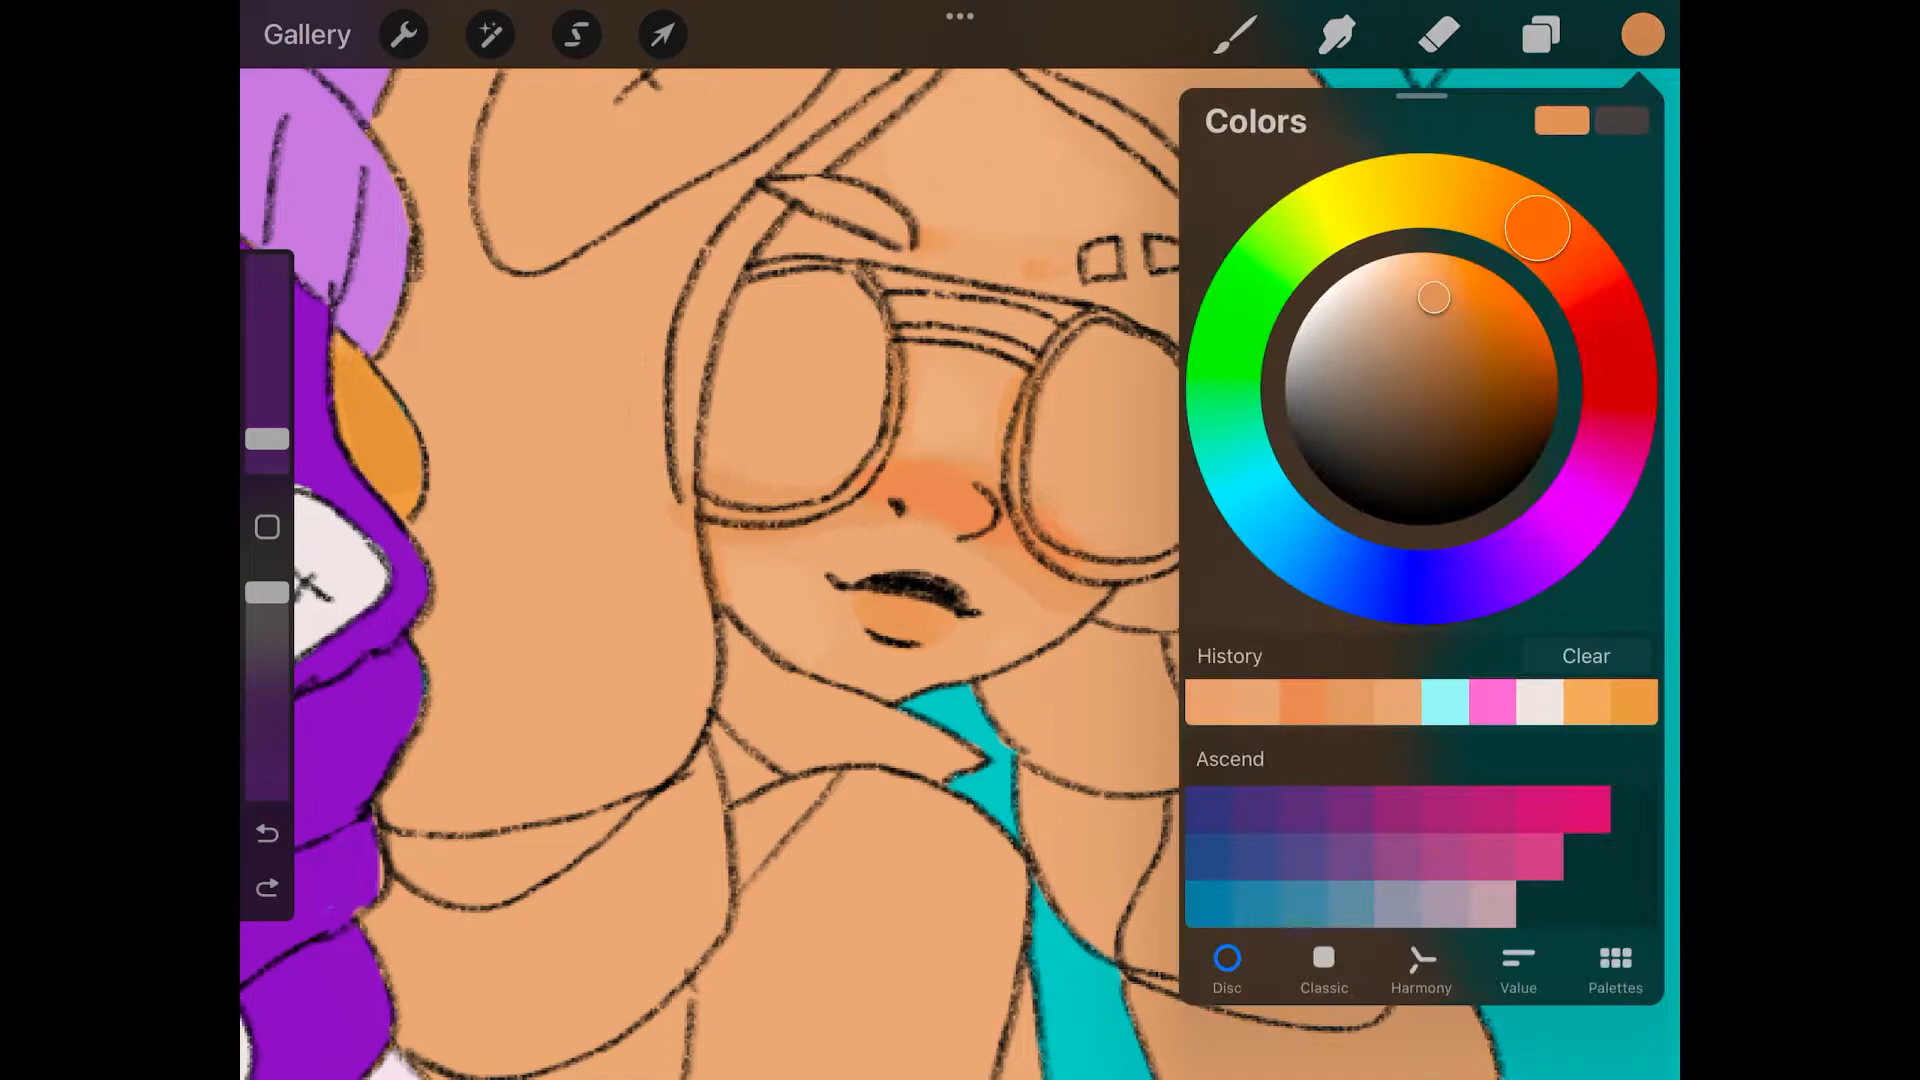 Gallery
Colors
History
Clear
Ascend
Disc
Classic
Harmony
Value
Palettes